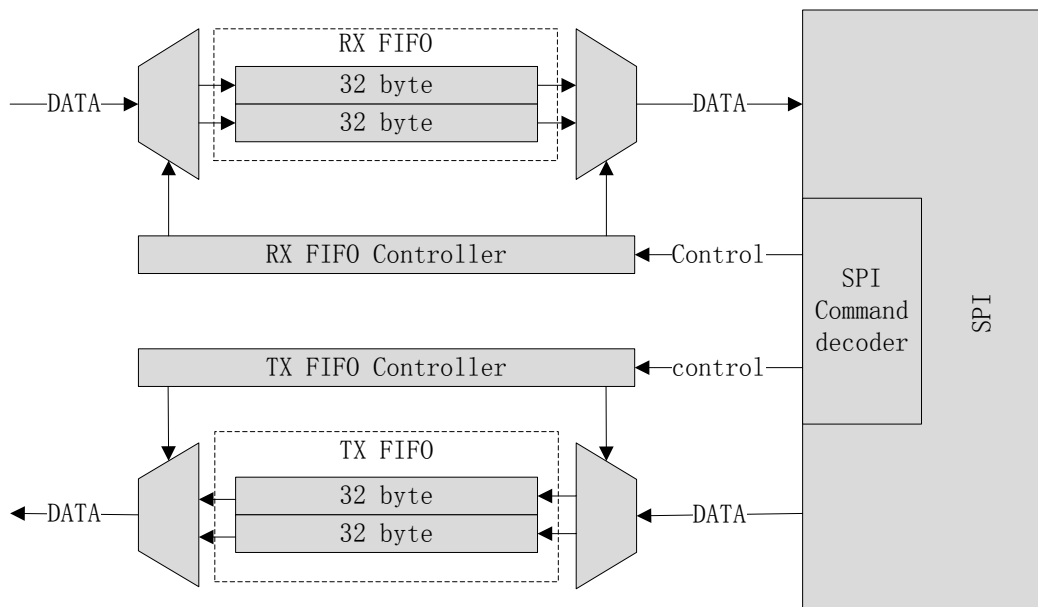 RX FIFO
DATA
32 byte
32 byte
DATA
RX FIFO Controller
Control
SPI
Command
decoder
SPI
TX FIFO Controller
control
TX FIFO
DATA
32 byte
32 byte
DATA